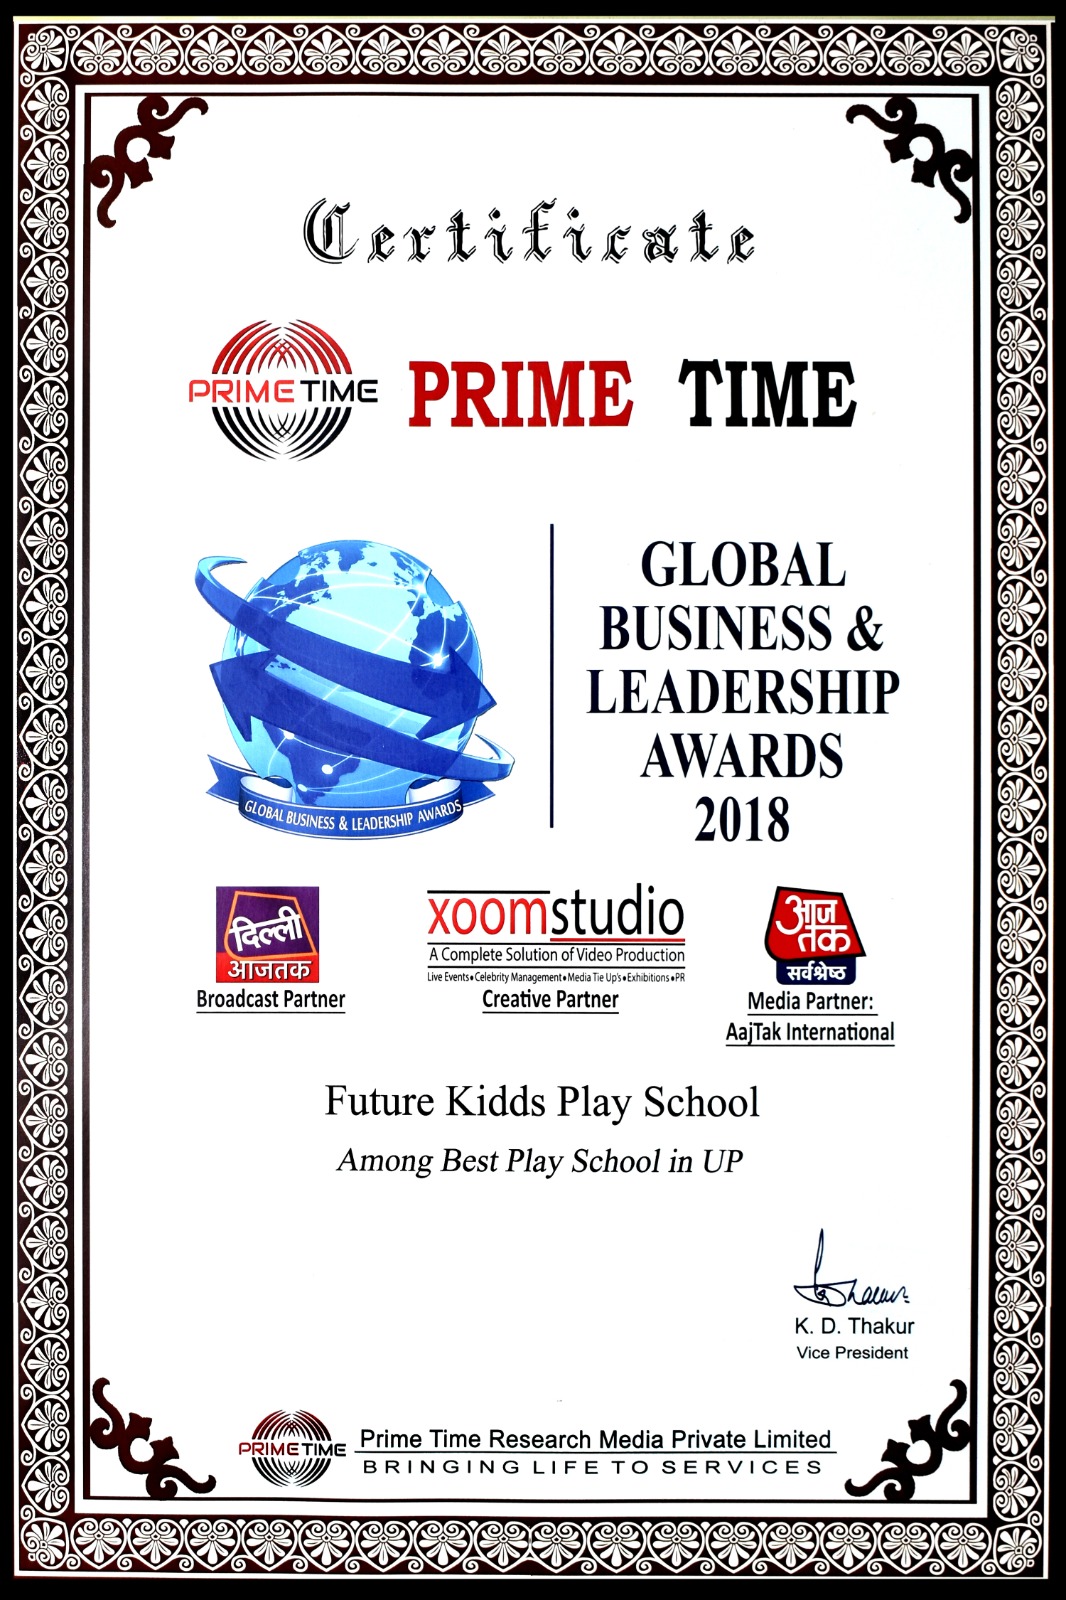 Certificate
PRIMETIME
PRIME TIME
GLOBAL
BUSINESS &
LEADERSHIP
AWARDS
2018
GLOBAL BUSINESS & LEADERSHIP AWARDS
दिल्ली
आजतक
Broadcast Partner
xoomstudio
A Complete Solution of Video Production
Live Events•Celebrity Management•Media Tie Up's•Exhibitions•PR
Creative Partner
आज
तक
सर्वश्रेष्ठ
Media Partner:
AajTak International
Future Kidds Play School
Among Best Play School in UP
K. D. Thakur
Vice President
PRIMETIME
Prime Time Research Media Private Limited
BRINGING LIFE TO SERVICES